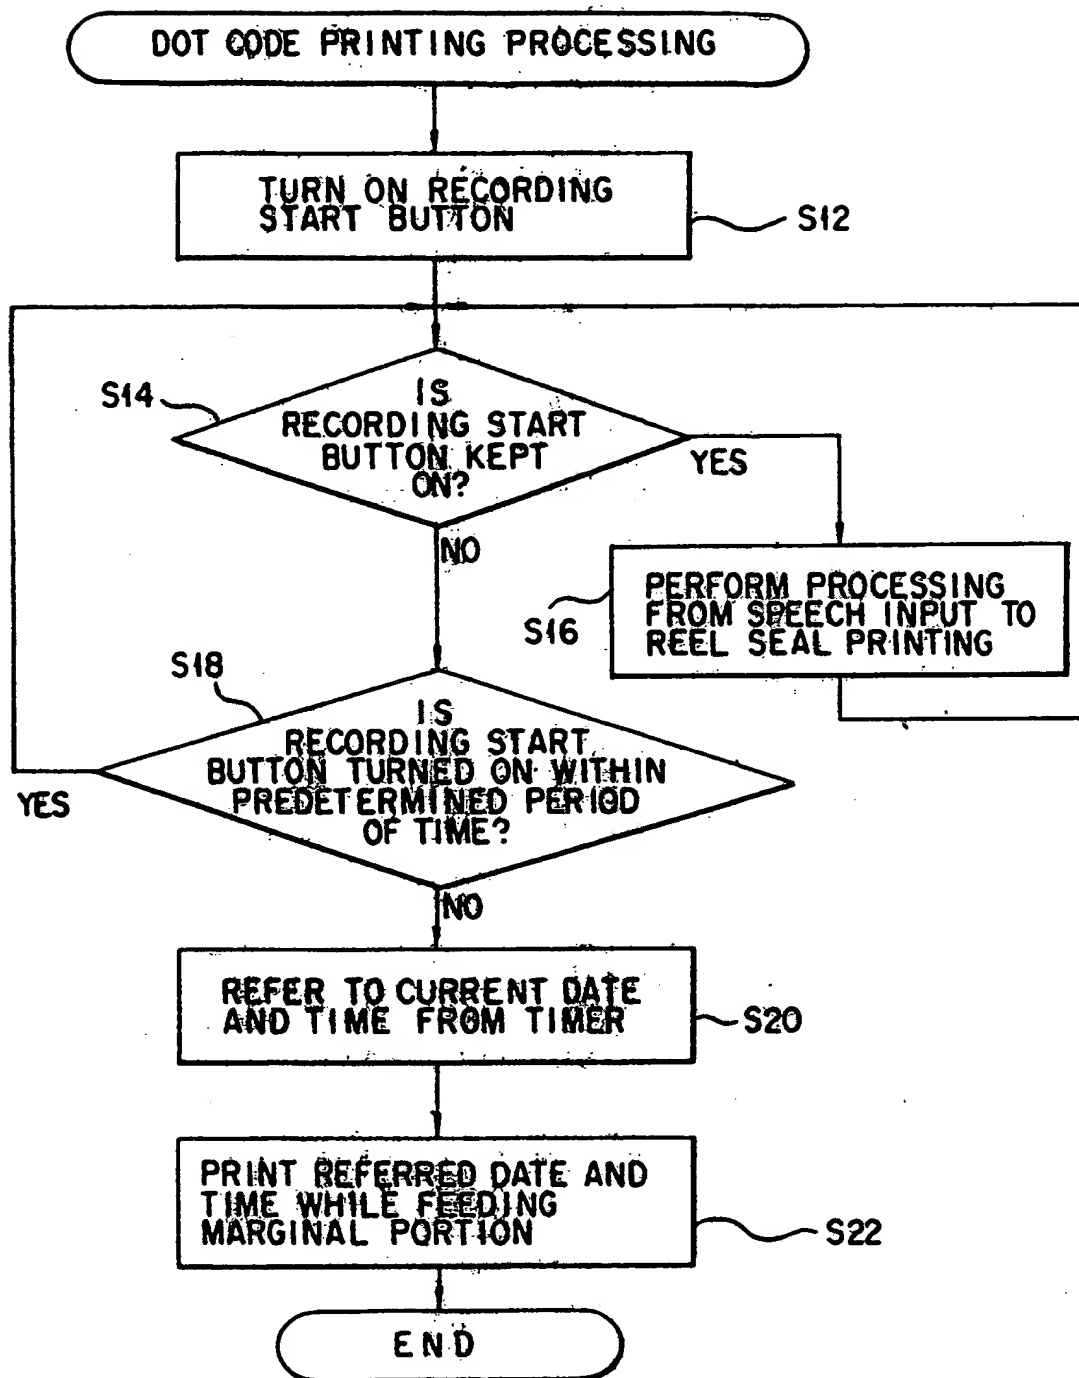 DOT CODE PRINTING PROCESSING
TURN ON RECORDING
START BUTTON
S12
S14
IS
RECORDING START
BUTTON KEPT
ON?
YES
NO
PERFORM PROCESSING
FROM SPEECH INPUT TO
REEL SEAL PRINTING
S16
S18
IS
RECORDING START
BUTTON TURNED ON WITHIN
PREDETERMINED PERIOD
OF TIME?
YES
NO
REFER TO CURRENT DATE
AND TIME FROM TIMER
S20
PRINT REFERRED DATE AND
TIME WHILE FEEDING
MARGINAL PORTION
S22
END